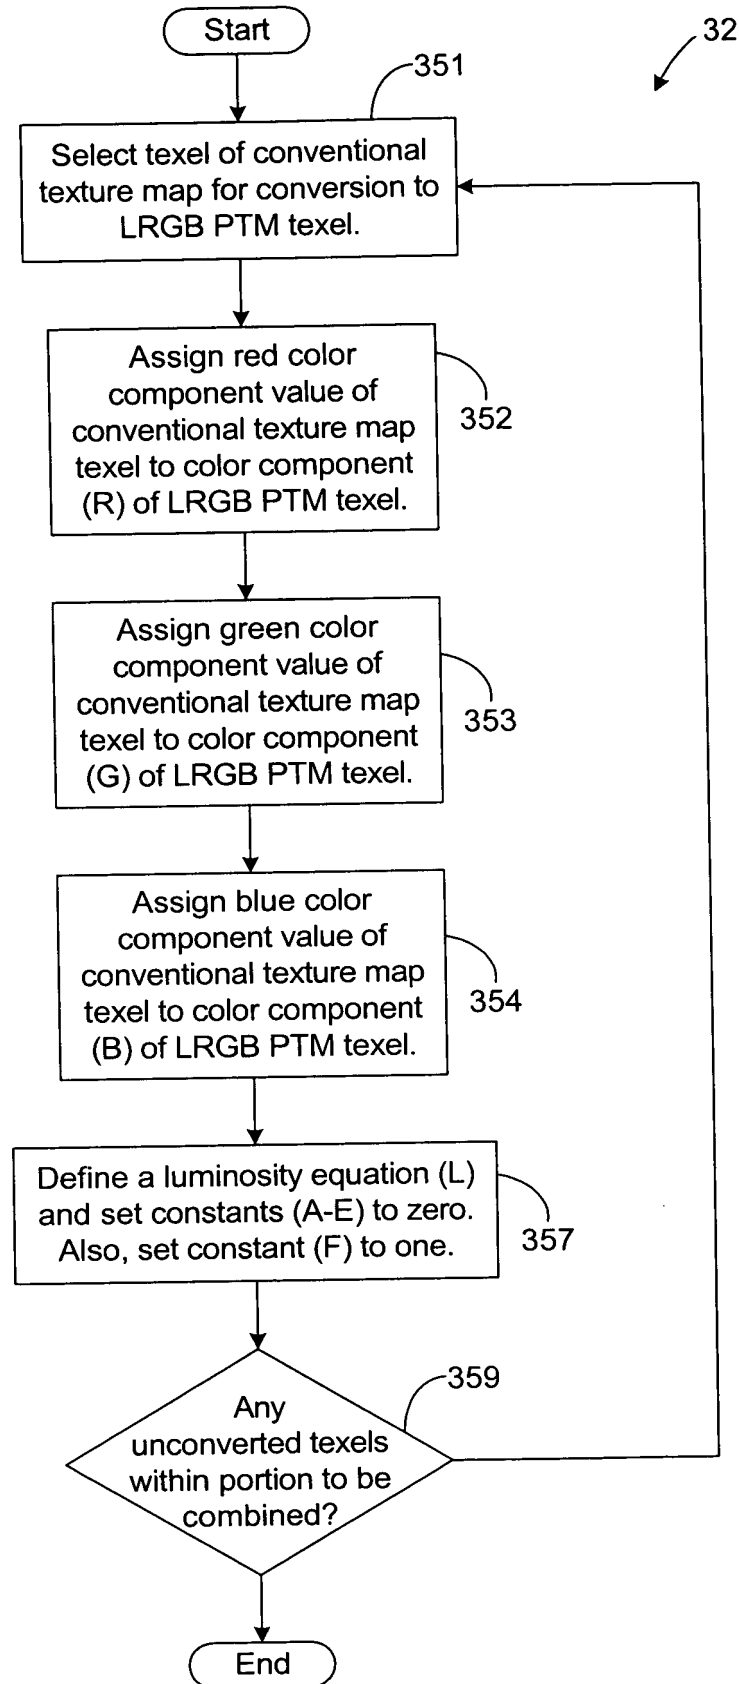 Start
32
351
Select texel of conventional
texture map for conversion to
LRGB PTM texel.
Assign red color
component value of
conventional texture map
texel to color component
(R) of LRGB PTM texel.
352
Assign green color
component value of
conventional texture map
texel to color component
(G) of LRGB PTM texel.
353
Assign blue color
component value of
conventional texture map
texel to color component
(B) of LRGB PTM texel.
354
Define a luminosity equation (L)
and set constants (A-E) to zero.
Also, set constant (F) to one.
357
359
Any
unconverted texels
within portion to be
combined?
End